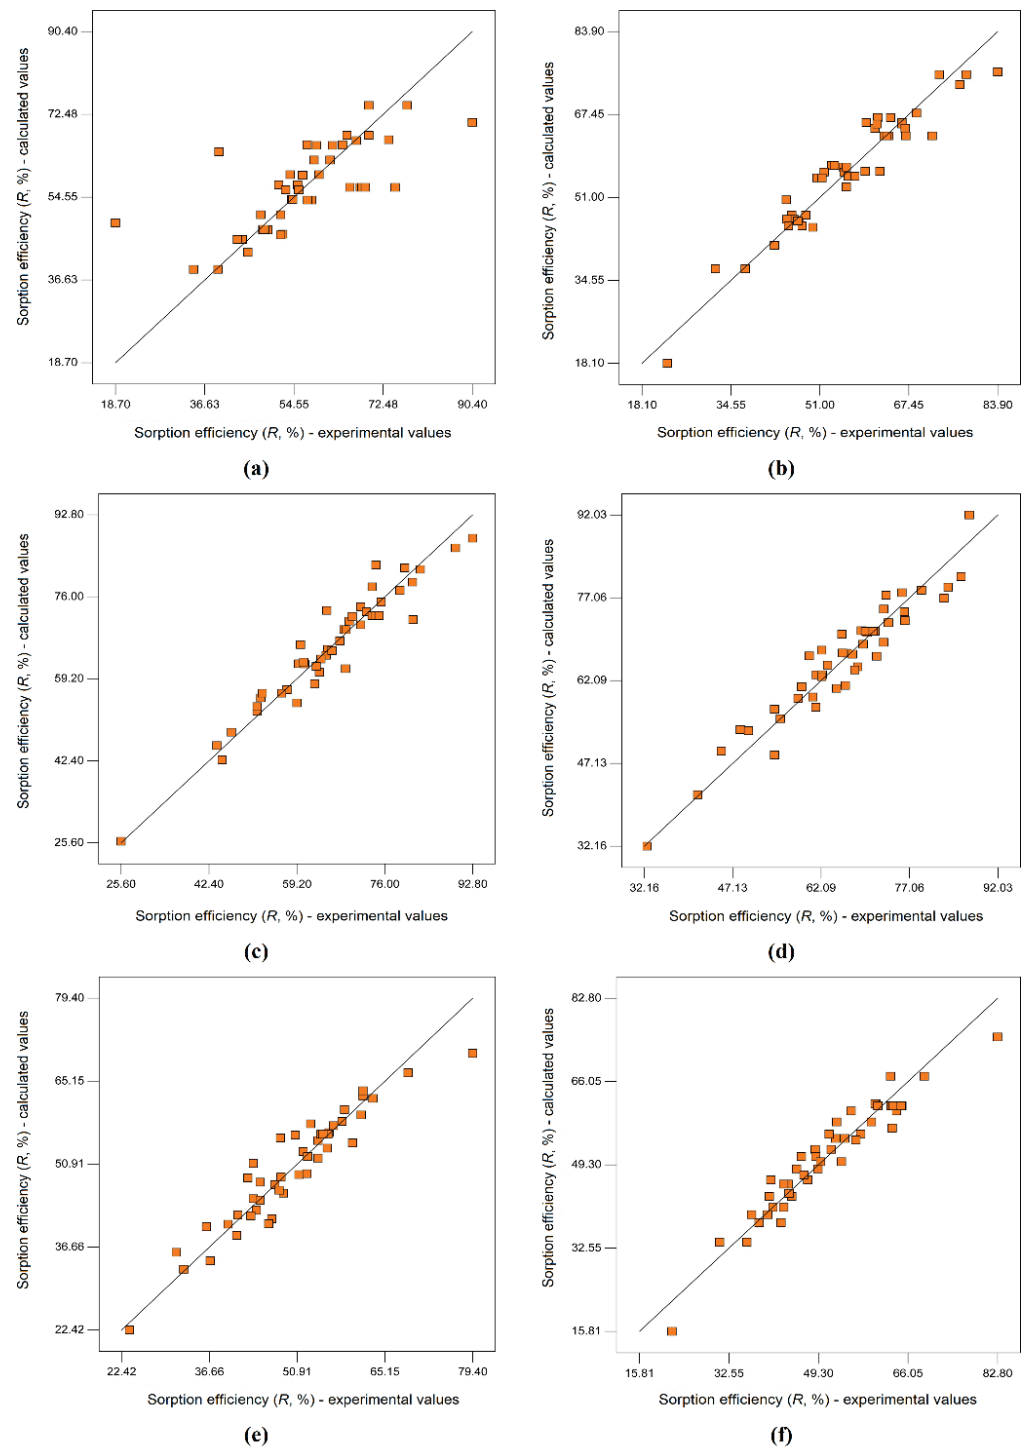 Sorption efficiency (R, %) - calculated values
90.40
72.48
54.55
36.63
18.70
18.70 36.63 54.55 72.48 90.40
Sorption efficiency (R, %) - experimental values
(a)
Sorption efficiency (R, %) - calculated values
83.90
67.45
51.00
34.55
18.10
18.10 34.55 51.00 67.45 83.90
Sorption efficiency (R, %) - experimental values
(b)
Sorption efficiency (R, %) - calculated values
92.80
76.00
59.20
42.40
25.60
25.60 42.40 59.20 76.00 92.80
Sorption efficiency (R, %) - experimental values
(c)
Sorption efficiency (R, %) - calculated values
92.03
77.06
62.09
47.13
32.16
32.16 47.13 62.09 77.06 92.03
Sorption efficiency (R, %) - experimental values
(d)
Sorption efficiency (R, %) - calculated values
79.40
65.15
50.91
36.66
22.42
22.42 36.66 50.91 65.15 79.40
Sorption efficiency (R, %) - experimental values
(e)
Sorption efficiency (R, %) - calculated values
82.80
66.05
49.30
32.55
15.81
15.81 32.55 49.30 66.05 82.80
Sorption efficiency (R, %) - experimental values
(f)